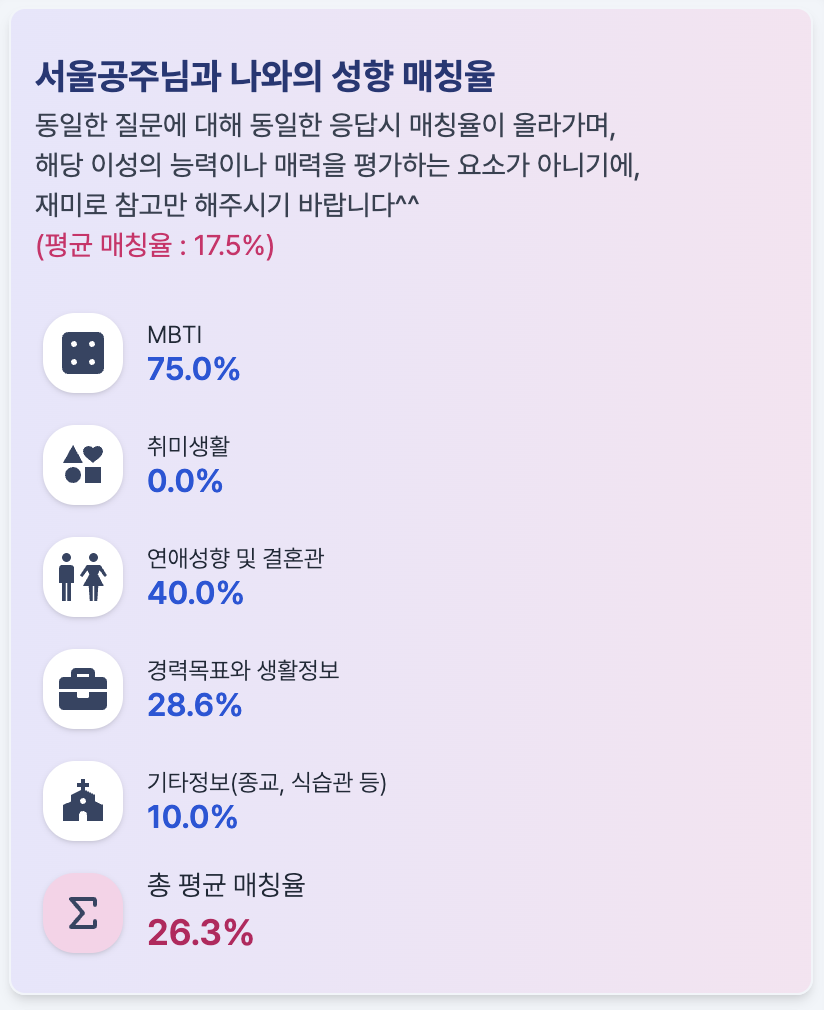 서울공주님과 나와의 성향 매칭율
동일한 질문에 대해 동일한 응답시 매칭율이 올라가며,
해당 이성의 능력이나 매력을 평가하는 요소가 아니기에,
재미로 참고만 해주시기 바랍니다^^
(평균 매칭율 : 17.5%)
MBTI
75.0%
취미생활
0.0%
연애성향 및 결혼관
40.0%
경력목표와 생활정보
28.6%
기타정보(종교, 식습관 등)
10.0%
총 평균 매칭율
26.3%